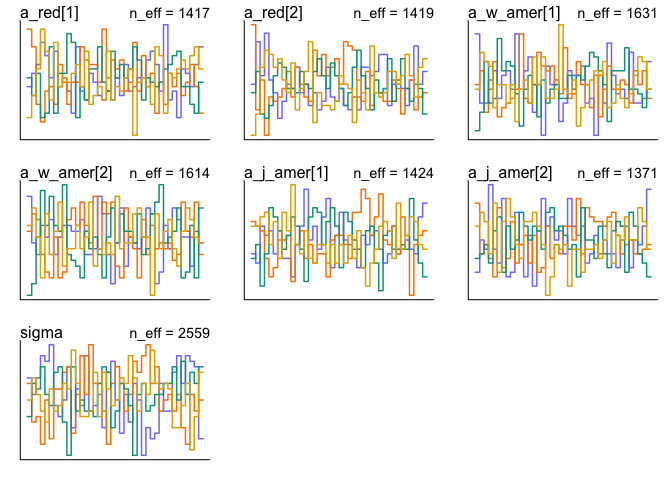 a_red[1] n_eff = 1417
a_red[2] n_eff = 1419
a_w_amer[1] n_eff = 1631
a_w_amer[2] n_eff = 1614
a_j_amer[1] n_eff = 1424
a_j_amer[2] n_eff = 1371
sigma n_eff = 2559